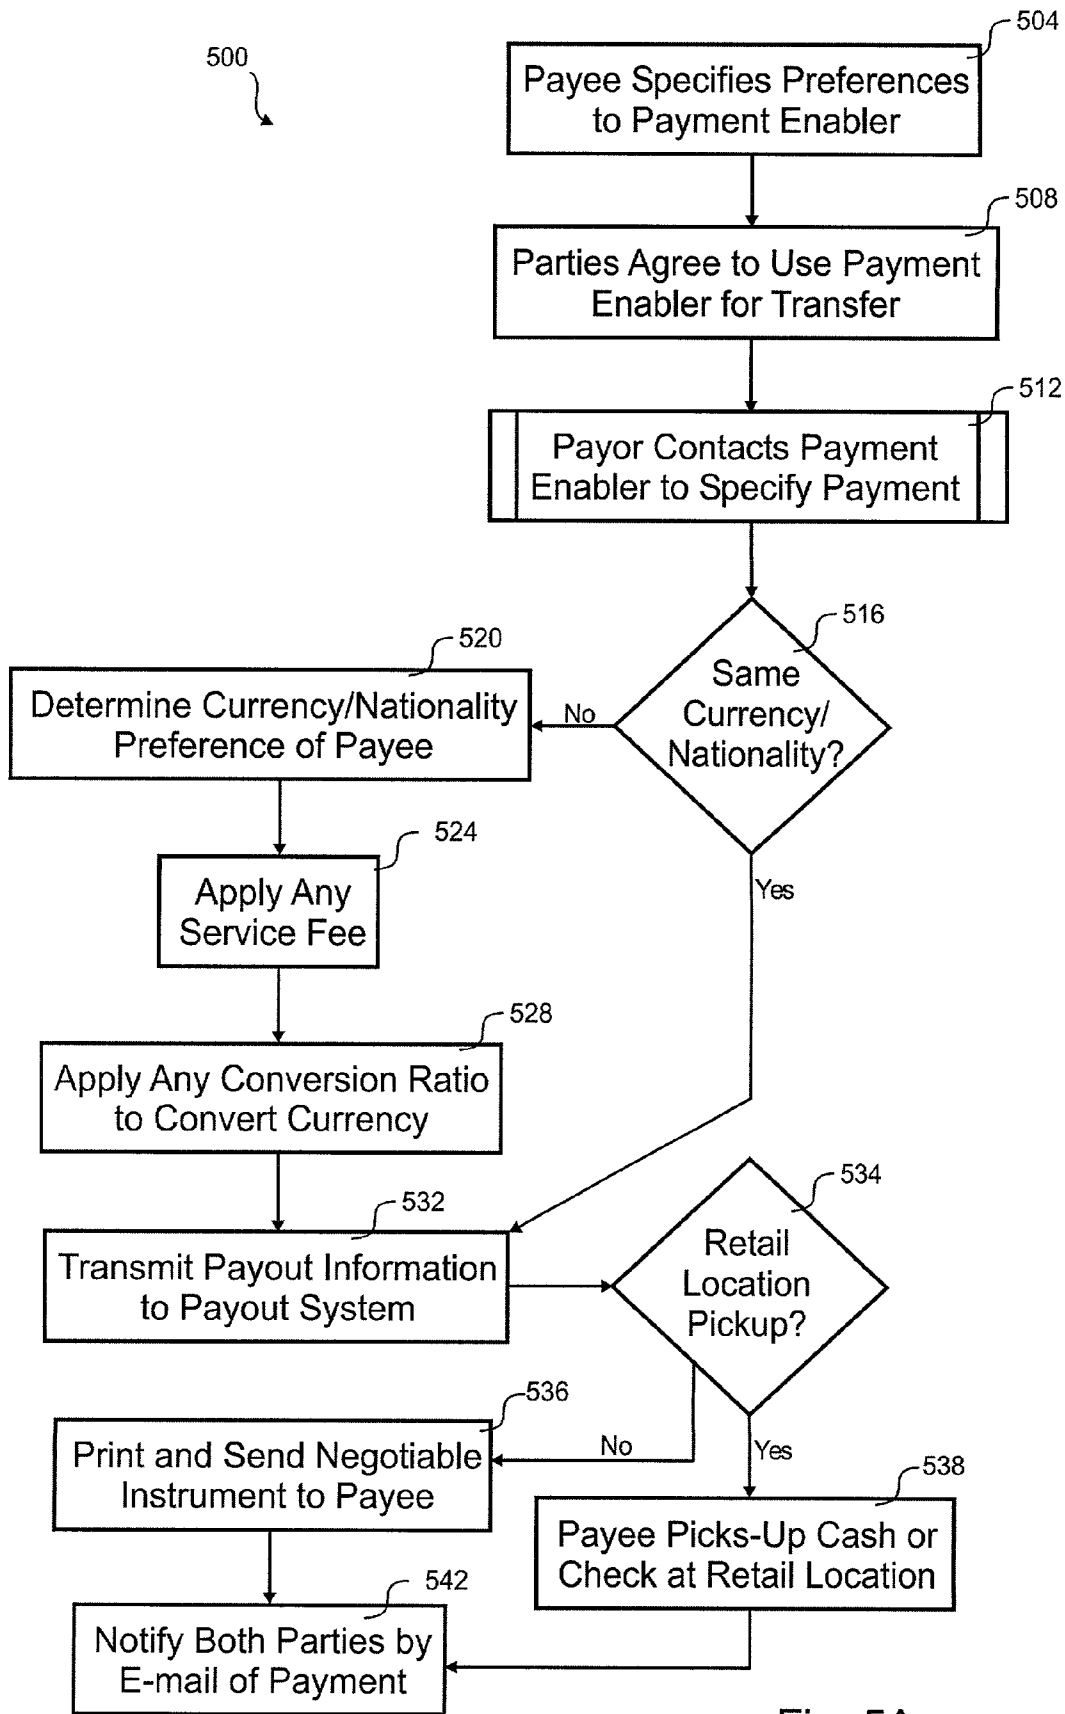 504
500
Payee Specifies Preferences
to Payment Enabler
508
Parties Agree to Use Payment
Enabler for Transfer
512
Payor Contacts Payment
Enabler to Specify Payment
516
Same
Currency/
Nationality?
No
Yes
520
Determine Currency/Nationality
Preference of Payee
524
Apply Any
Service Fee
528
Apply Any Conversion Ratio
to Convert Currency
532
Transmit Payout Information
to Payout System
534
Retail
Location
Pickup?
No
Yes
536
Print and Send Negotiable
Instrument to Payee
538
Payee Picks-Up Cash or
Check at Retail Location
542
Notify Both Parties by
E-mail of Payment